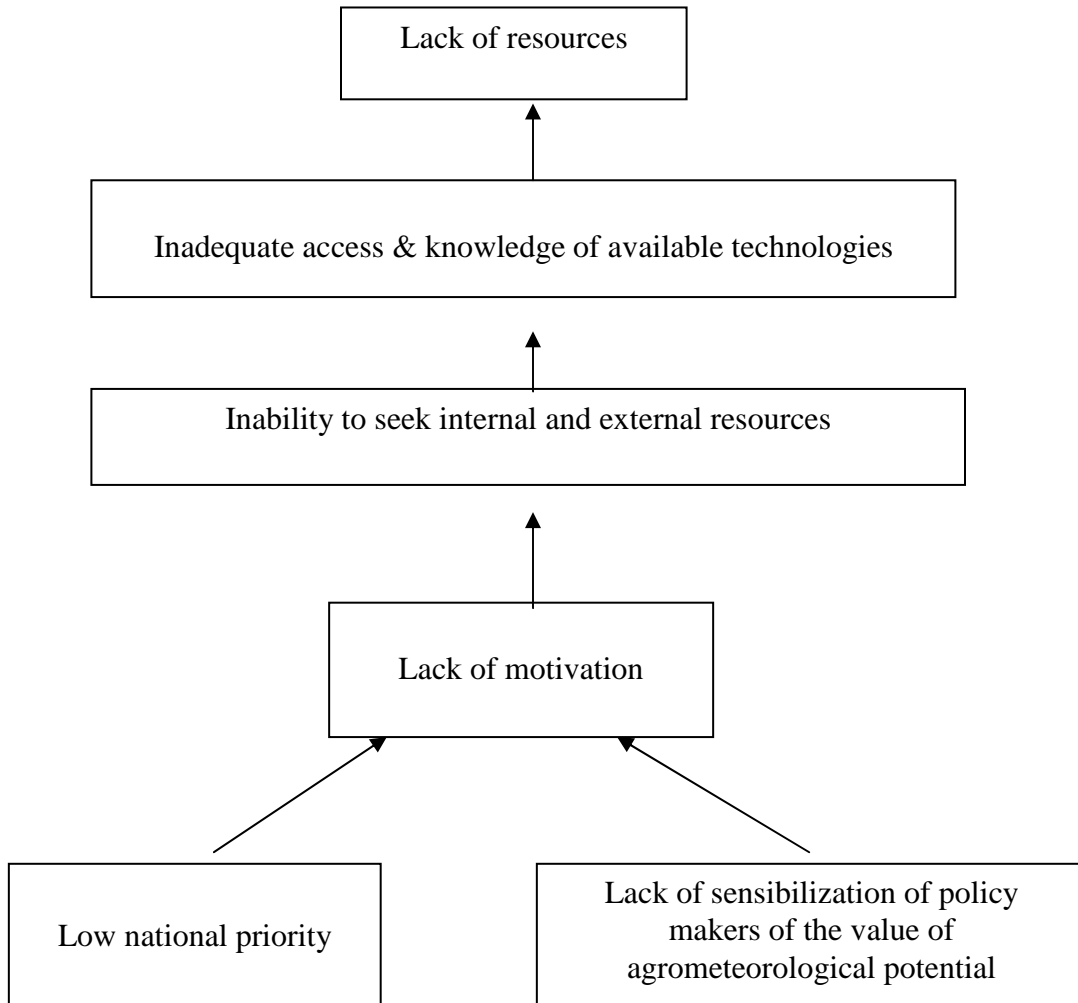 Lack of resources
Inadequate access & knowledge of available technologies
Inability to seek internal and external resources
Lack of motivation
Low national priority
Lack of sensibilization of policy
makers of the value of
agrometeorological potential